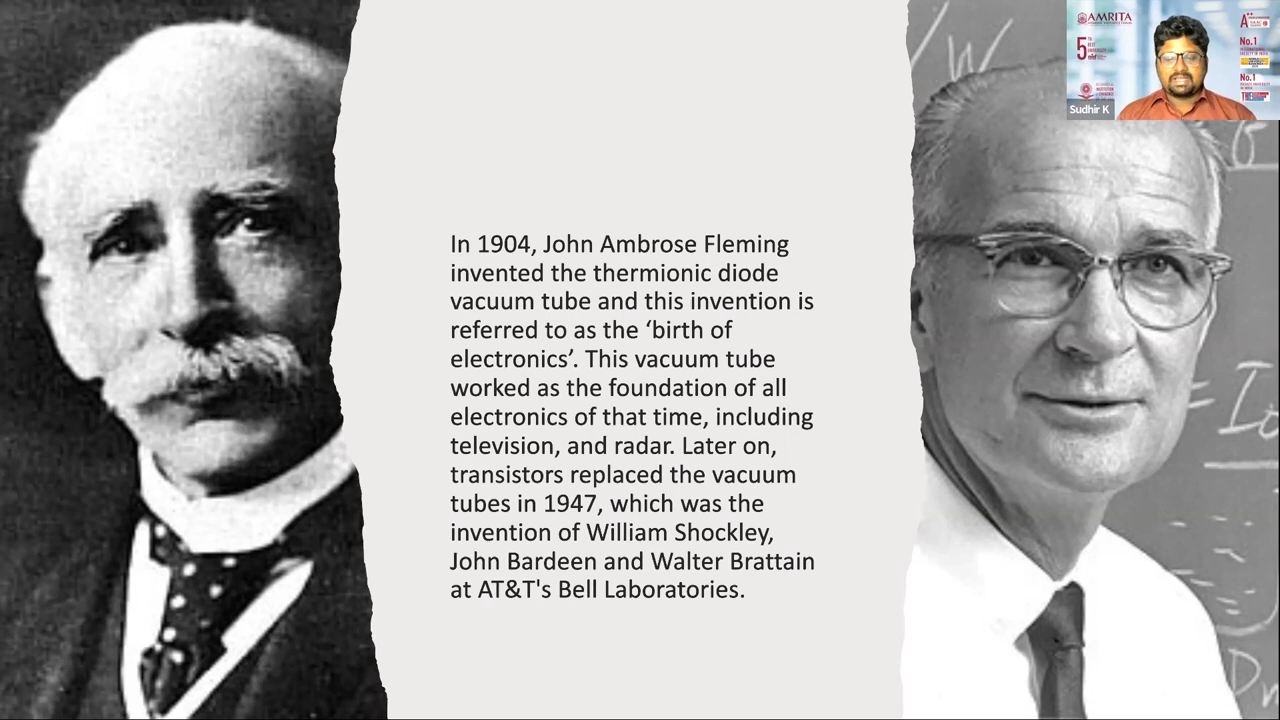 In 1904, John Ambrose Fleming
invented the thermionic diode
vacuum tube and this invention is
referred to as the ‘birth of
electronics’. This vacuum tube
worked as the foundation of all
electronics of that time, including
television, and radar. Later on,
transistors replaced the vacuum
tubes in 1947, which was the
invention of William Shockley,
John Bardeen and Walter Brattain
at AT&T's Bell Laboratories.
AMRITA
5
A++
No.1
No.1
Sudhir K